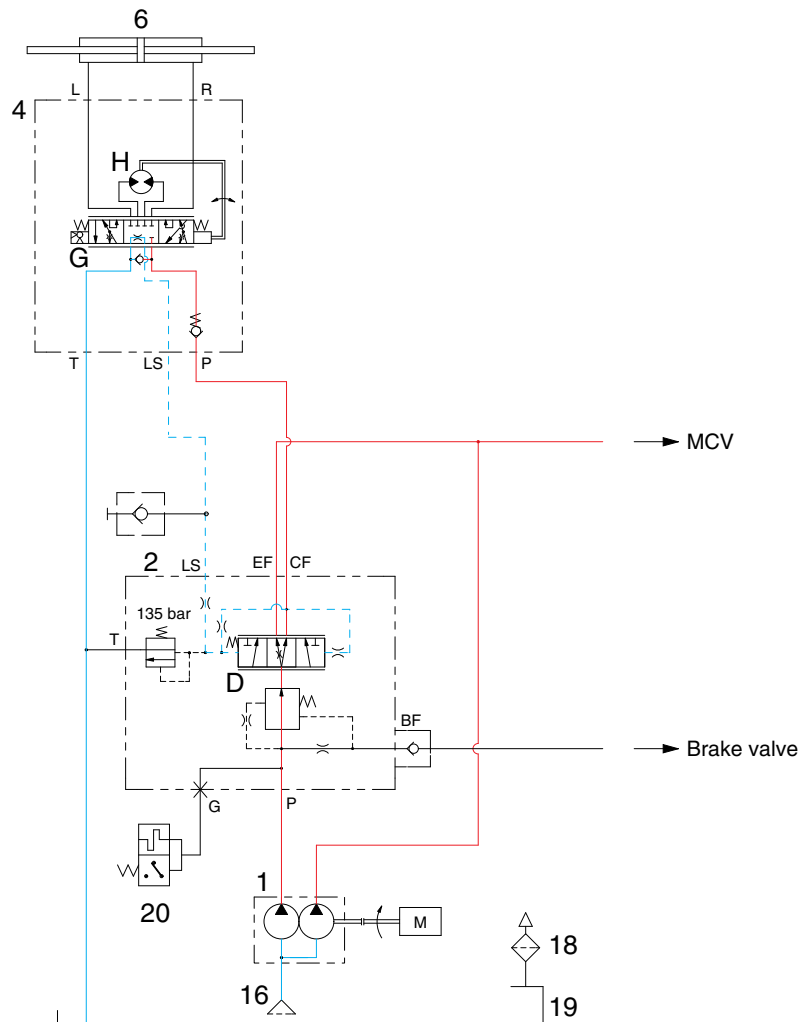 6
L R
4
H
G
T LS P
MCV
2 LS EF CF
135 bar
T
D
BF
Brake valve
G P
1
20
M
18
16
19